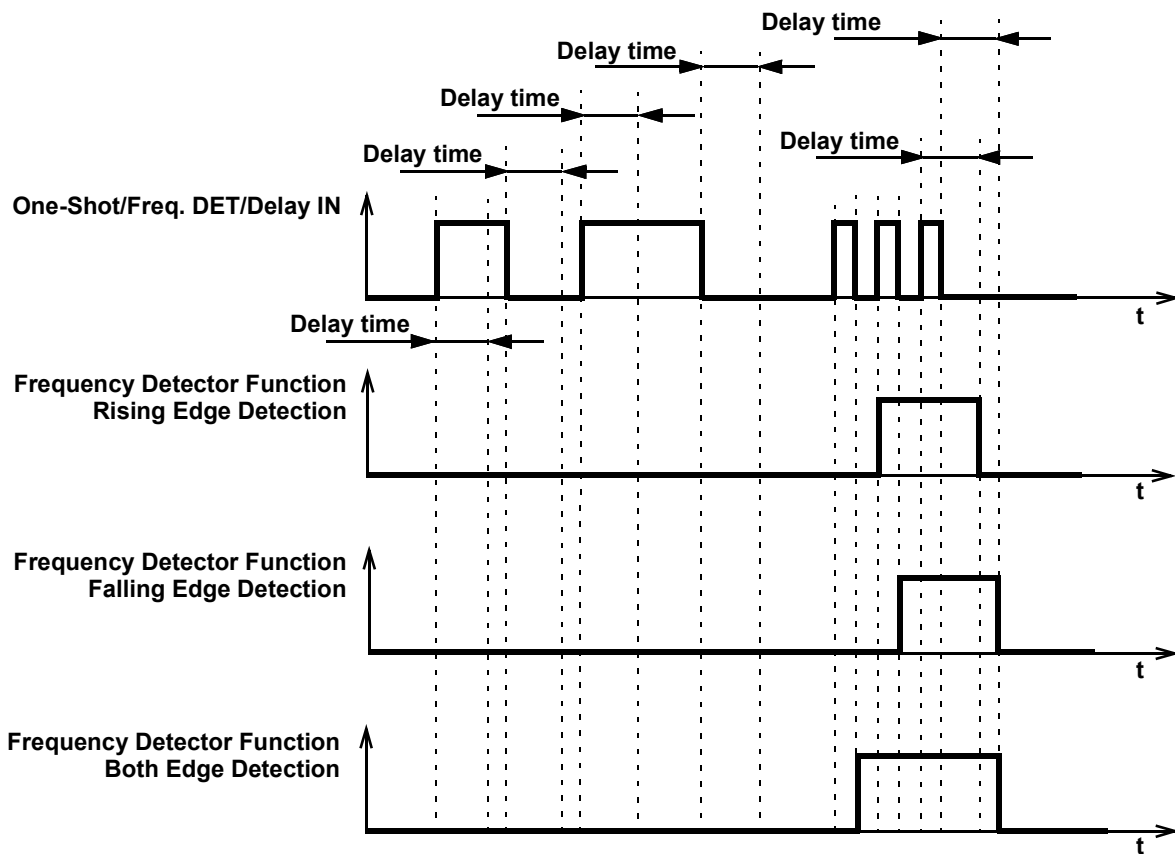 Delay time
Delay time
Delay time
Delay time
Delay time
One-Shot/Freq. DET/Delay IN
t
Delay time
Frequency Detector Function
Rising Edge Detection
t
Frequency Detector Function
Falling Edge Detection
t
Frequency Detector Function
Both Edge Detection
t